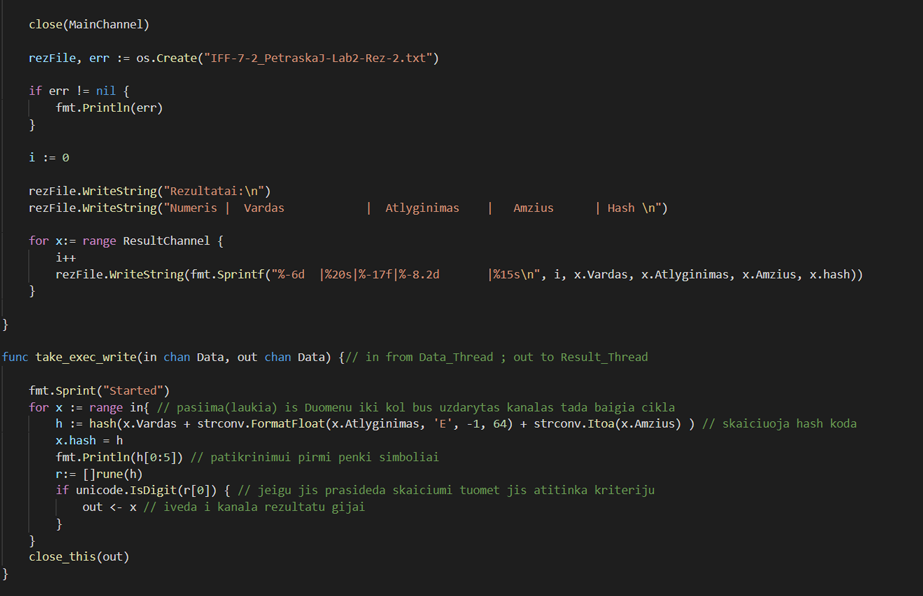 close(MainChannel)
rezFile, err := os.Create("IFF-7-2_PetraskaJ-Lab2-Rez-2.txt")
if err != nil {
fmt.Println(err)
}
i := 0
rezFile.WriteString("Rezultatai:\n")
rezFile.WriteString("Numeris |  Vardas            |  Atlyginimas    |   Amzius      | Hash \n")
for x:= range ResultChannel {
i++
rezFile.WriteString(fmt.Sprintf("%-6d  |%20s|%-17f|%-8.2d       |%15s\n", i, x.Vardas, x.Atlyginimas, x.Amzius, x.hash))
}
}
func take_exec_write(in chan Data, out chan Data) {// in from Data_Thread ; out to Result_Thread
fmt.Sprint("Started")
for x := range in{ // pasiima(laukia) is Duomenu iki kol bus uzdarytas kanalas tada baigia cikla
h := hash(x.Vardas + strconv.FormatFloat(x.Atlyginimas, 'E', -1, 64) + strconv.Itoa(x.Amzius) ) // skaiciuoja hash koda
x.hash = h
fmt.Println(h[0:5]) // patikrinimui pirmi penki simboliai
r:= []rune(h)
if unicode.IsDigit(r[0]) { // jeigu jis prasideda skaiciumi tuomet jis atitinka kriteriju
out <- x // iveda i kanala rezultatu gijai
}
}
close_this(out)
}